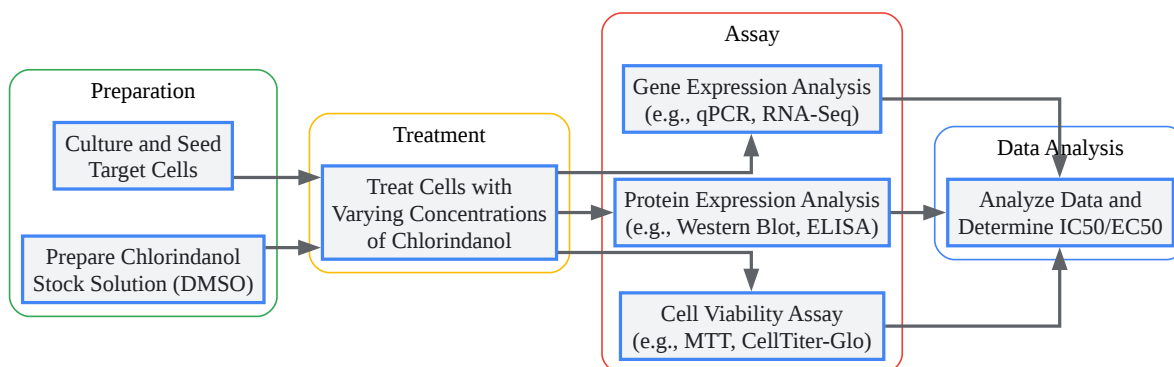 Preparation
Culture and Seed
Target Cells
Prepare Chlorindanol
Stock Solution (DMSO)
Treatment
Treat Cells with
Varying Concentrations
of Chlorindanol
Assay
Gene Expression Analysis
(e.g., qPCR, RNA-Seq)
Protein Expression Analysis
(e.g., Western Blot, ELISA)
Cell Viability Assay
(e.g., MTT, CellTiter-Glo)
Data Analysis
Analyze Data and
Determine IC50/EC50